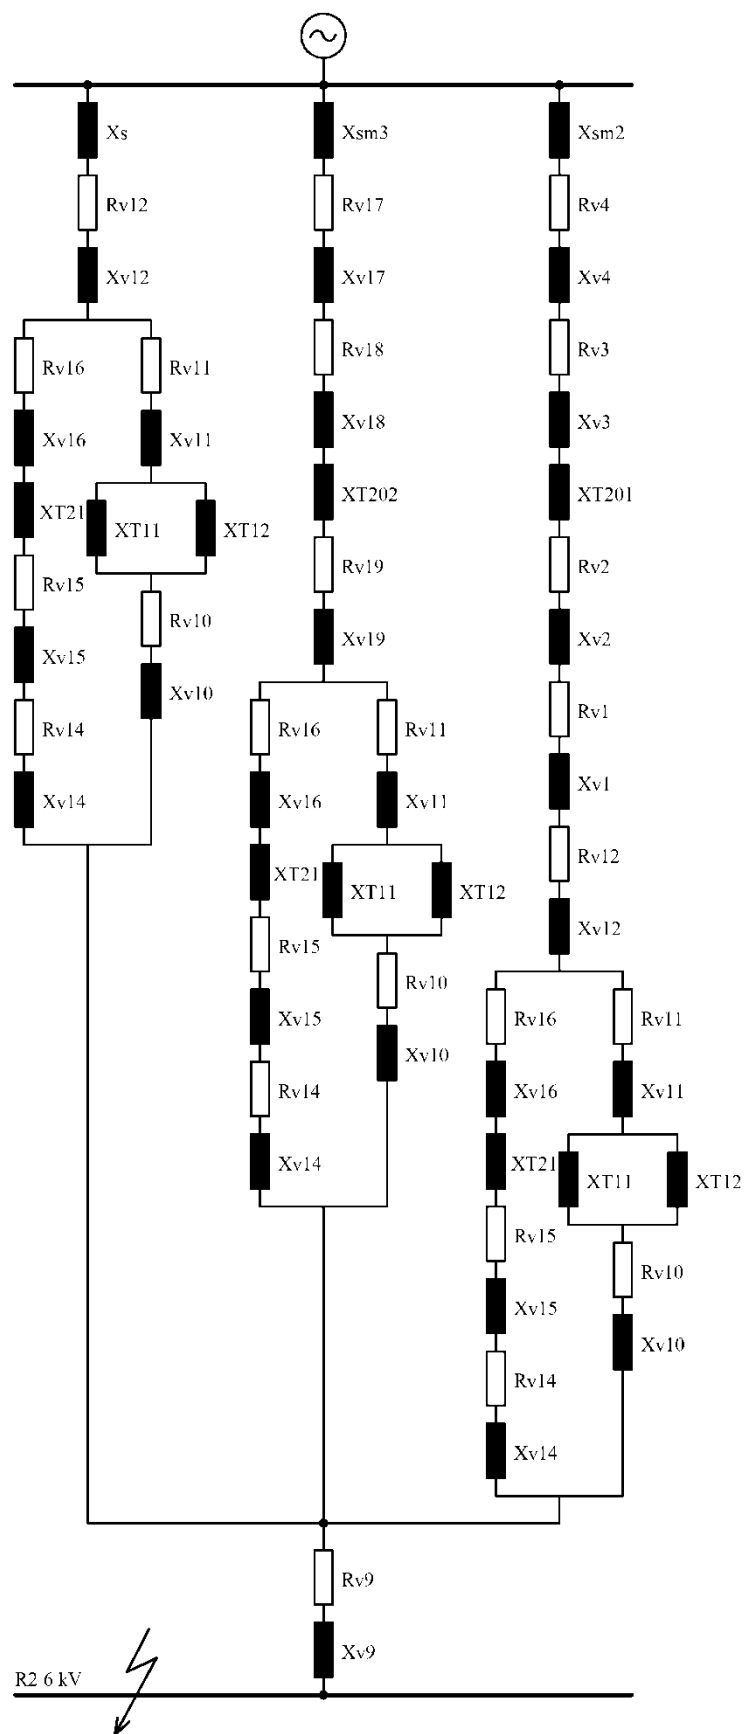 Xs
Xsm3
Xsm2
Rv12
Rv17
Rv4
Xv12
Xv17
Xv4
Rv16
Rv11
Rv18
Rv3
Xv16
Xv11
Xv18
Xv3
XT21
XT11
XT12
XT202
XT201
Rv15
Rv10
Rv19
Rv2
Xv15
Xv10
Xv19
Xv2
Rv14
Rv16
Rv11
Rv1
Xv14
Xv16
Xv11
Xv1
XT21
XT11
XT12
Rv12
Rv15
Rv10
Xv12
Xv15
Xv10
Rv16
Rv11
Rv14
Xv16
Xv11
Xv14
XT21
XT11
XT12
Rv15
Rv10
Xv15
Xv10
Rv14
Xv14
Rv9
Xv9
R2 6 kV